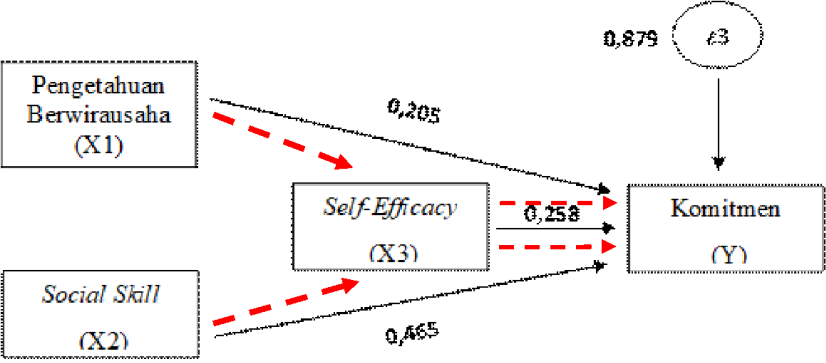 0,879
ε3
Pengetahuan
Berwirausaha
(X1)
0,205
Self-Efficacy
(X3)
0,258
Komitmen
(Y)
Social Skill
(X2)
0,465